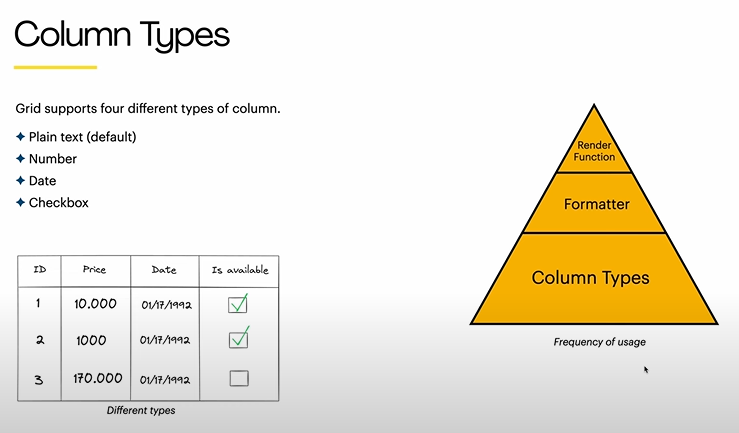 Column Types
Grid supports four different types of column.
Plain text (default)
Number
Date
Checkbox
ID Price Date Is available
1 10.000 01/17/1992
2 1000 01/17/1992
3 170.000 01/17/1992
Different types
Render
Function
Formatter
Column Types
Frequency of usage